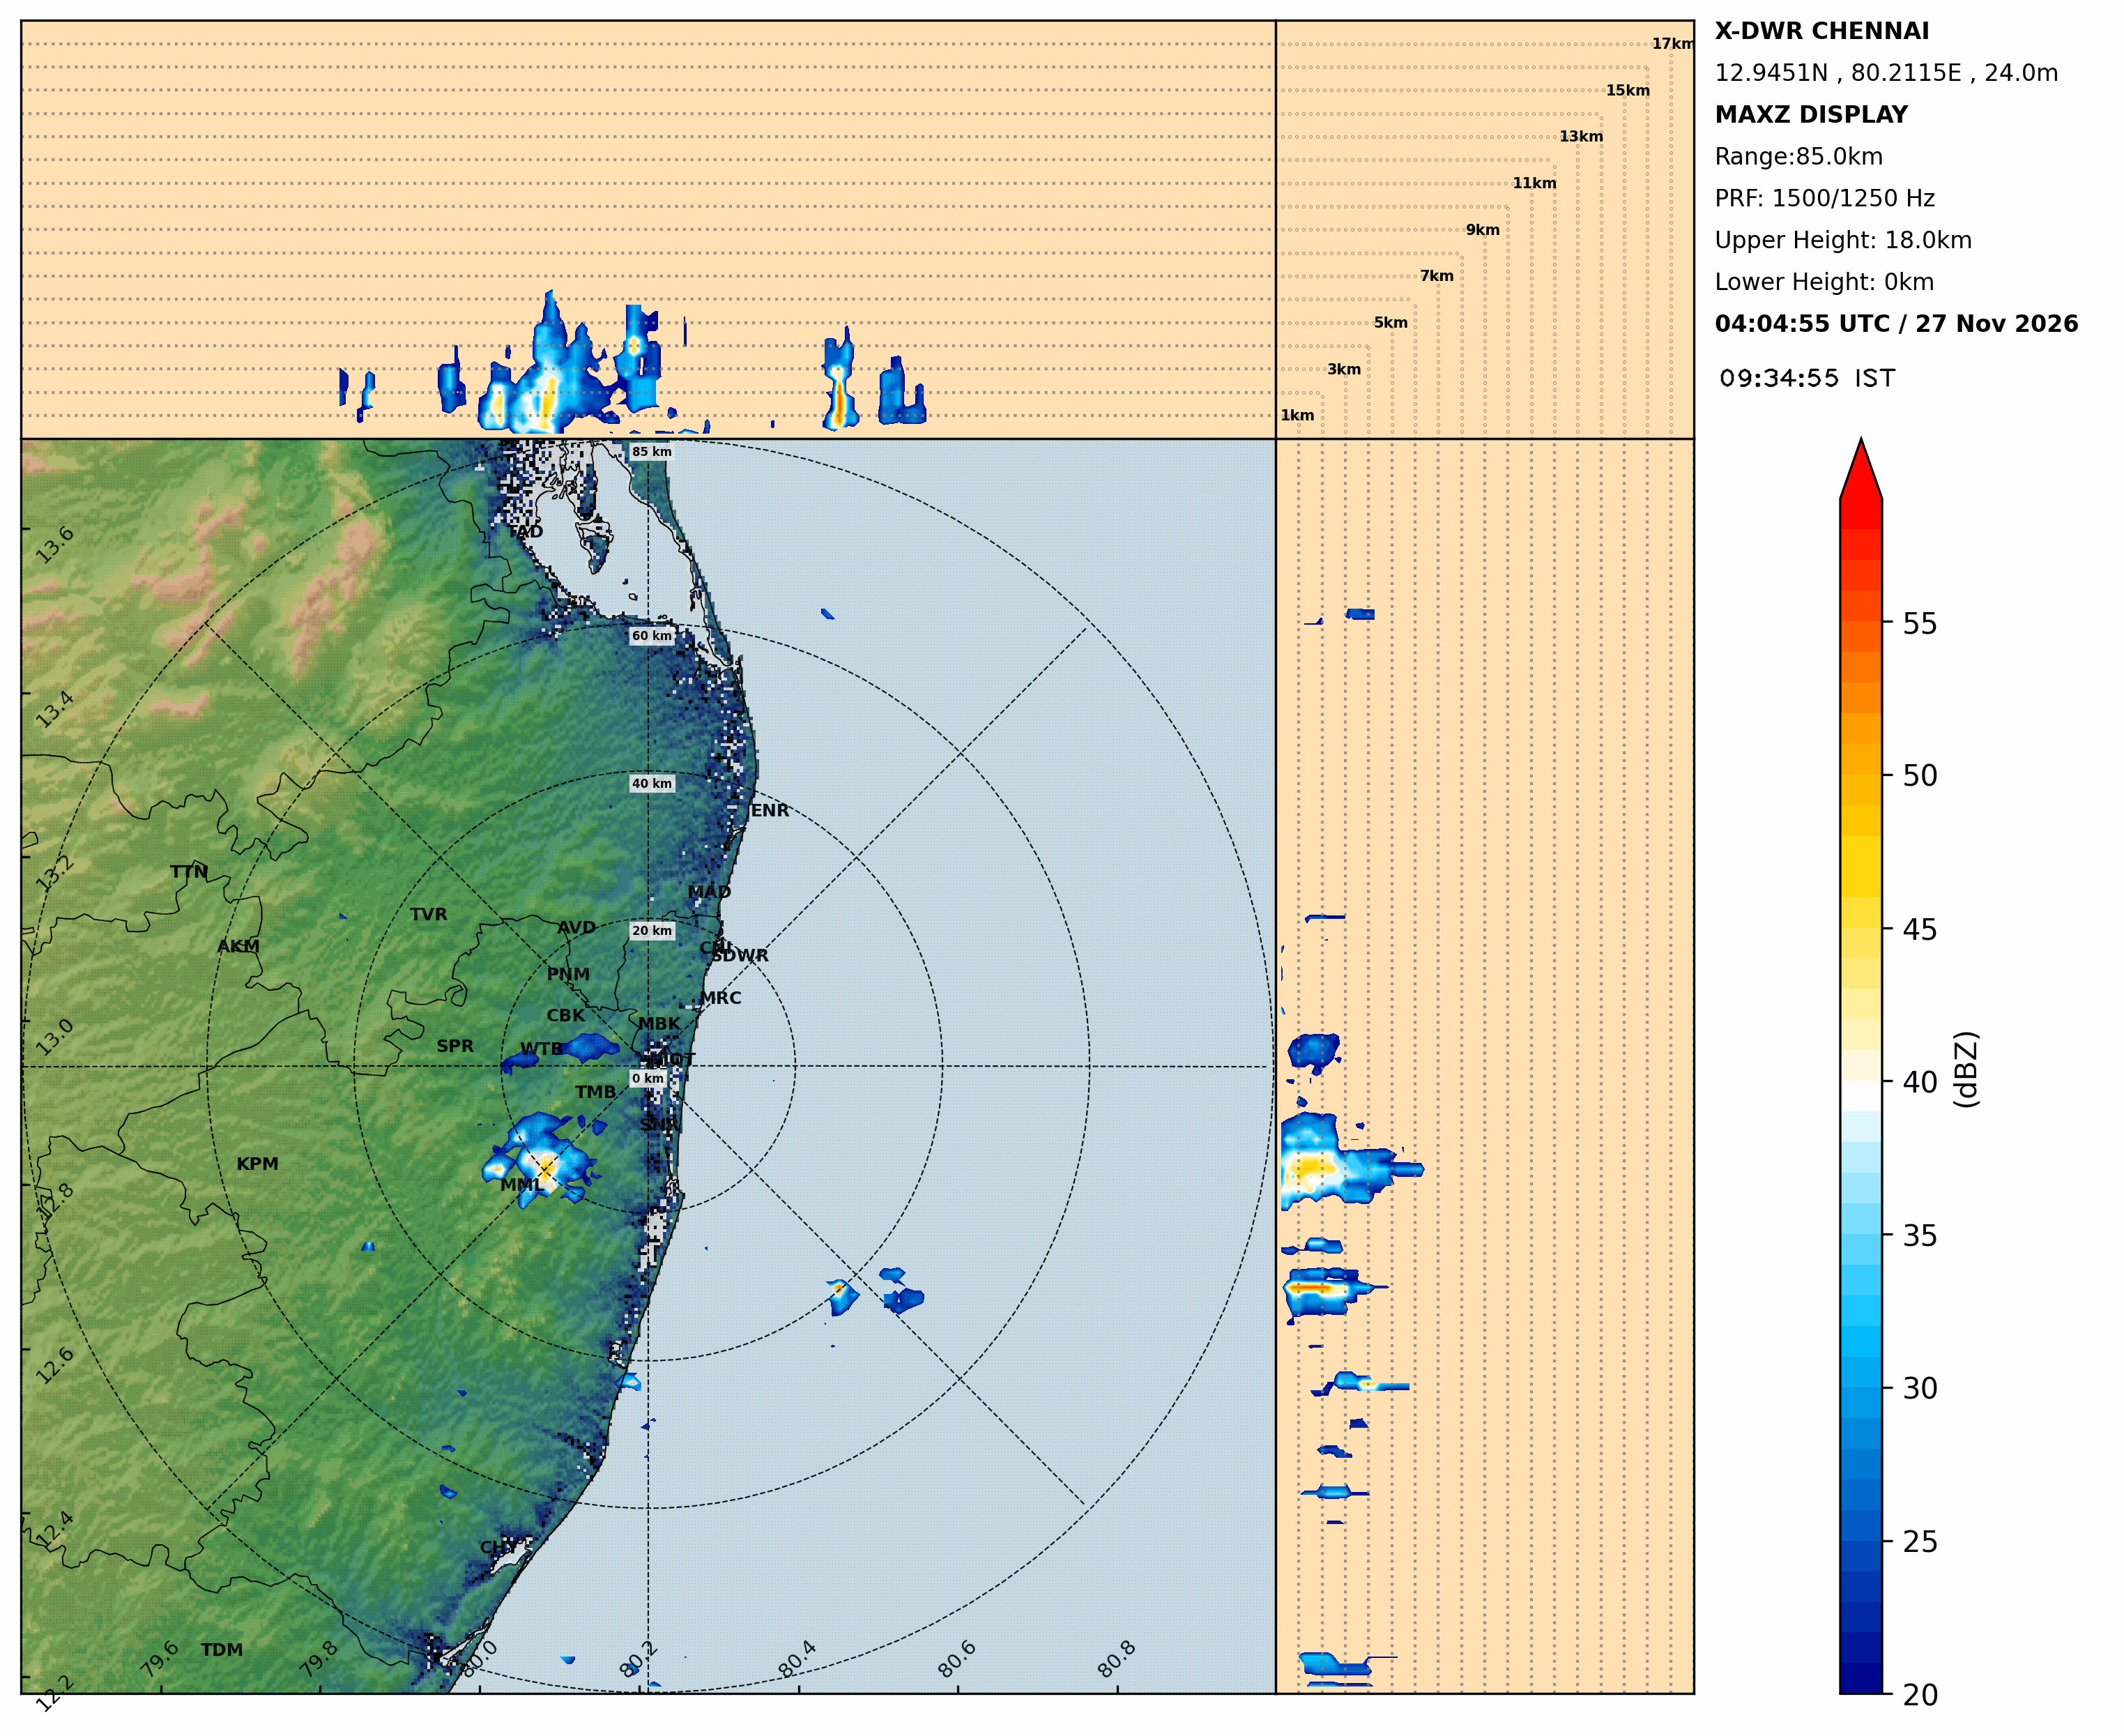 X-DWR CHENNAI
12.9451N , 80.2115E , 24.0m
MAXZ DISPLAY
Range:85.0km
PRF: 1500/1250 Hz
Upper Height: 18.0km
Lower Height: 0km
04:04:55 UTC / 27 Nov 2026
09:34:55 IST
17km
15km
13km
11km
9km
7km
5km
3km
1km
85 km
60 km
40 km
20 km
0 km
TAD
ENR
TTN
MAD
TVR
AVD
AKM
SDWR
PNM
MRC
CBK
MBK
SPR
WTB
TMB
SNR
KPM
MML
CHY
TDM
13.6
13.4
13.2
13.0
12.8
12.6
12.4
12.2
79.6
79.8
80.0
80.2
80.4
80.6
80.8
55
50
45
40
35
30
25
20
(dBZ)